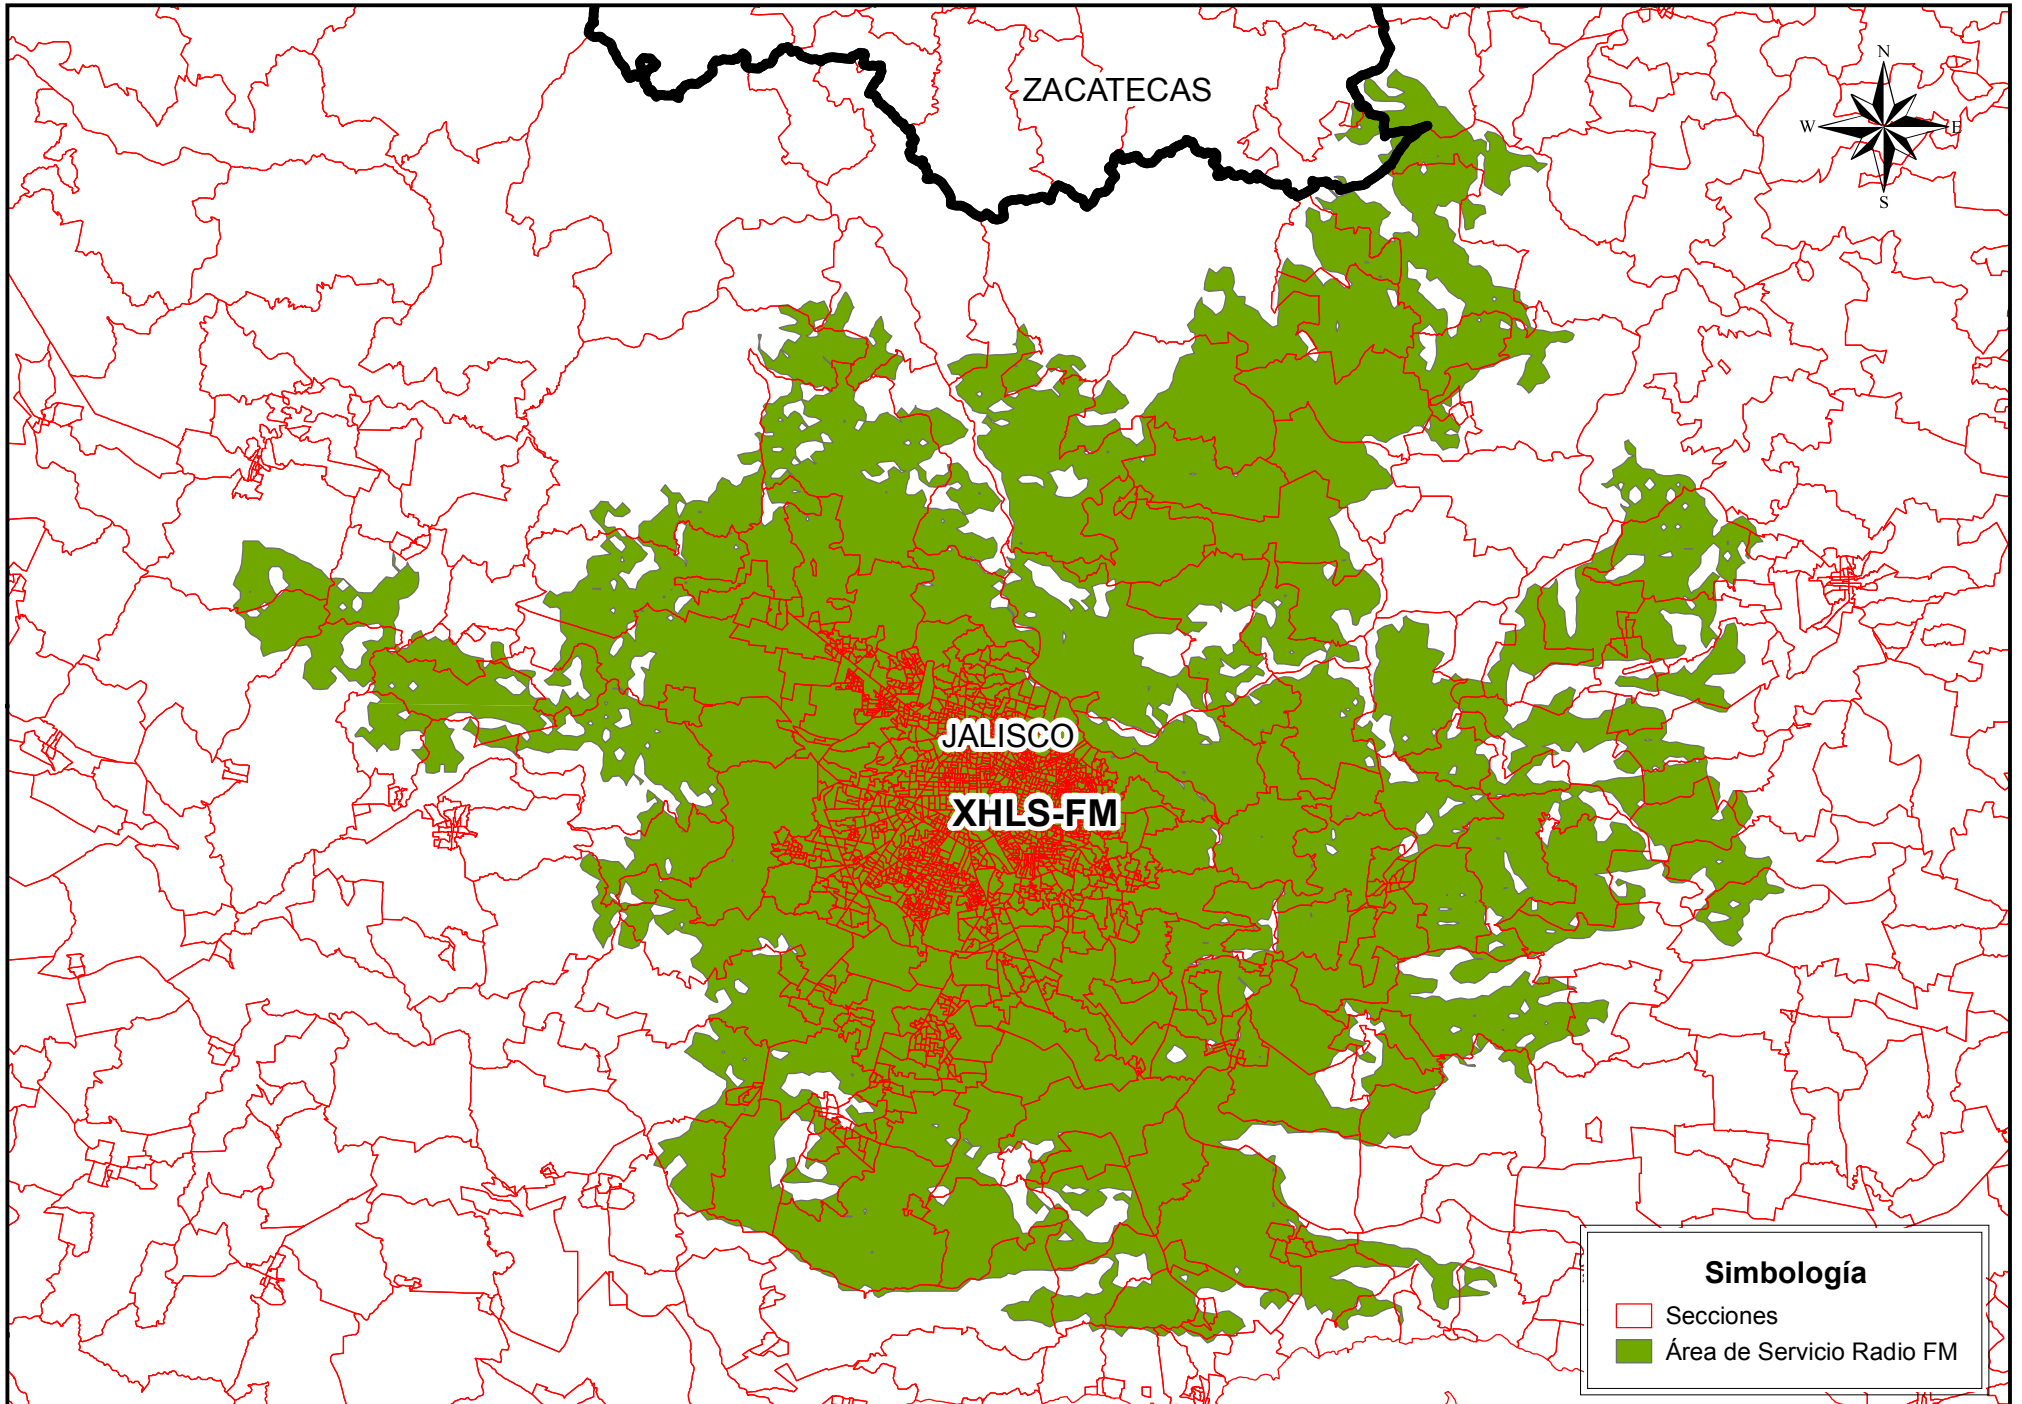 ZACATECAS
N
W
E
S
JALISCO
XHLS-FM
Simbología
Secciones
Área de Servicio Radio FM